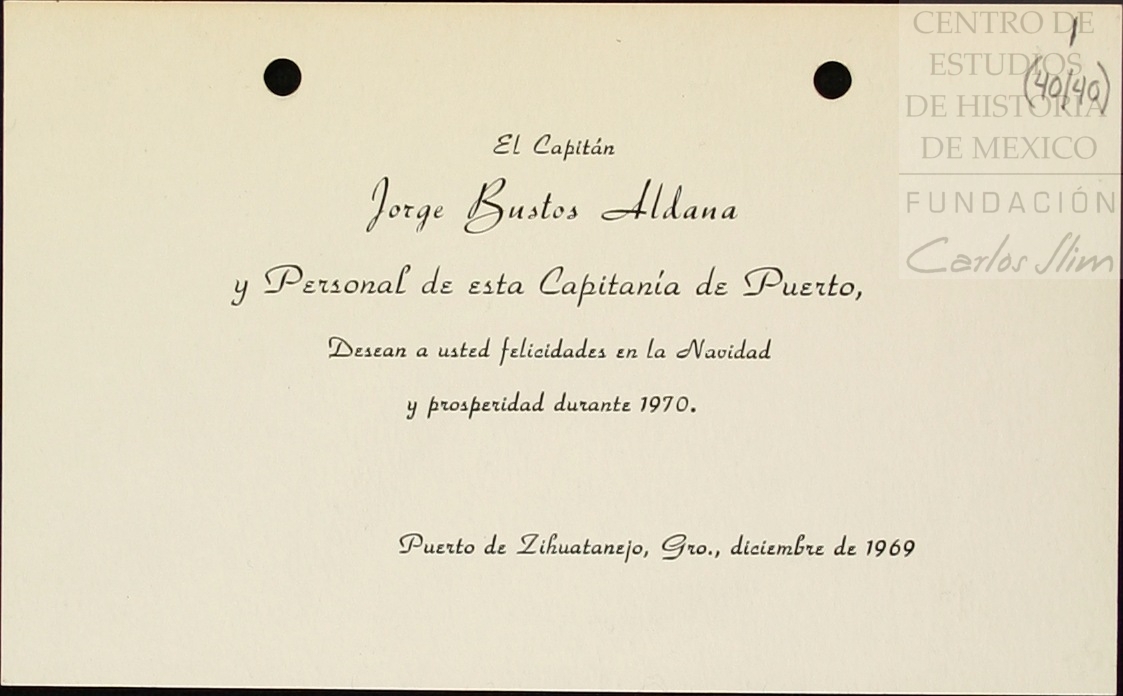 CENTRO DE
ESTUDIOS
DE HISTORIA
DE MEXICO
FUNDACIÓN
Carlos Slim
1
(40/40)
El Capitán
Jorge Bustos Aldana
y Personal de esta Capitanía de Puerto,
Desean a usted felicidades en la Navidad
y prosperidad durante 1970.
Puerto de Zihuatanejo, Gro., diciembre de 1969